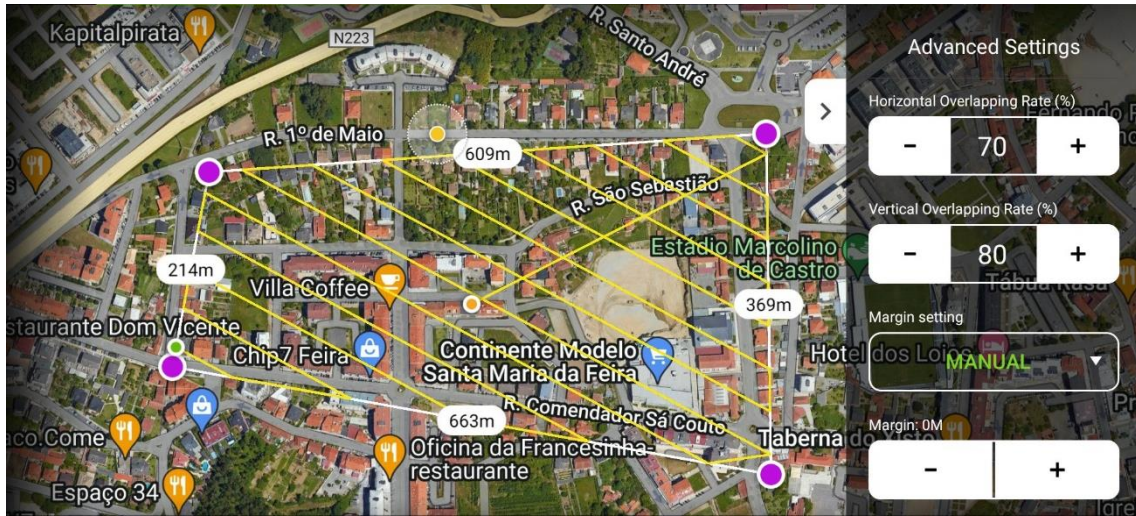 Kapitalpirata
N223
R. Santo André
R. 1º de Maio
609m
R. São Sebastião
214m
Villa Coffee
Estádio Marcolino
de Castro
369m
staurante Dom Vicente
Chip7 Feira
Continente Modelo
Santa Maria da Feira
Hotel dos Loios
R. Comendador Sá Couto
663m
aco.Come
Oficina da Francesinha-
restaurante
Taberna do Xisto
Espaço 34
Advanced Settings
Horizontal Overlapping Rate (%)
- 70 +
Vertical Overlapping Rate (%)
- 80 +
Margin setting
MANUAL
Margin: 0M
- +